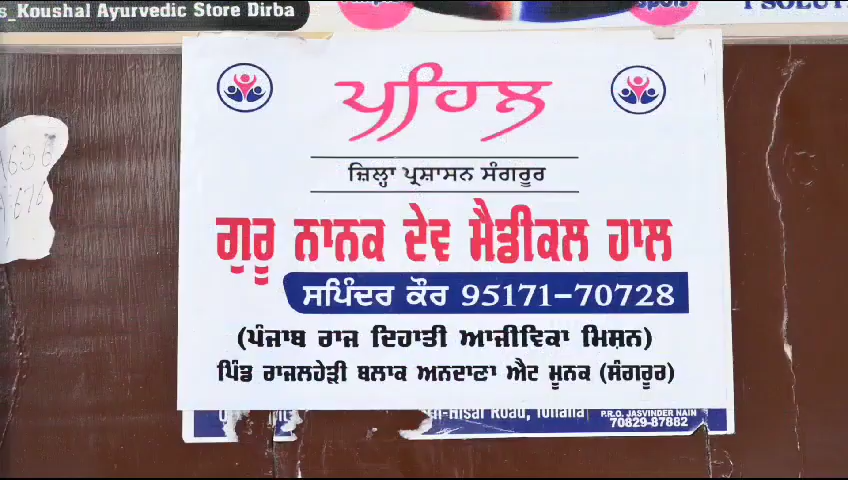 s_Koushal Ayurvedic Store Dirba
ਪਹਿਲ
ਜ਼ਿਲ੍ਹਾ ਪ੍ਰਸ਼ਾਸਨ ਸੰਗਰੂਰ
ਗੁਰੂ ਨਾਨਕ ਦੇਵ ਮੈਡੀਕਲ ਹਾਲ
ਸਪਿੰਦਰ ਕੌਰ 95171-70728
(ਪੰਜਾਬ ਰਾਜ ਦਿਹਾਤੀ ਆਜੀਵਿਕਾ ਮਿਸ਼ਨ)
ਪਿੰਡ ਰਾਜਲਹੇੜੀ ਬਲਾਕ ਅਨਦਾਣਾ ਐਟ ਮੂਨਕ (ਸੰਗਰੂਰ)
Hisar Road, Tohana
P.R.O. JASVINDER NAIN
70829-87882